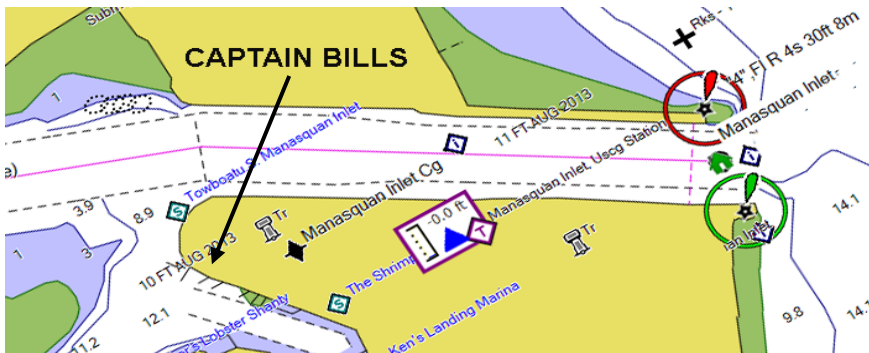 Subm
Rks -
CAPTAIN BILLS
"4", Fl R 4s 30ft 8m
1
11 FT AUG 2013
Manasquan Inlet
Towboatu S. Manasquan Inlet
e)
3.9
8.9
Tr
Manasquan Inlet Cg
-0.0 ft
Manasquan Inlet, Uscg Station
Tr
14.1
ian Inlet
1
3
10 FT AUG 2013
The Shrimp
12.1
11.2
r's Lobster Shanty
Ken's Landing Marina
9.8
14.1